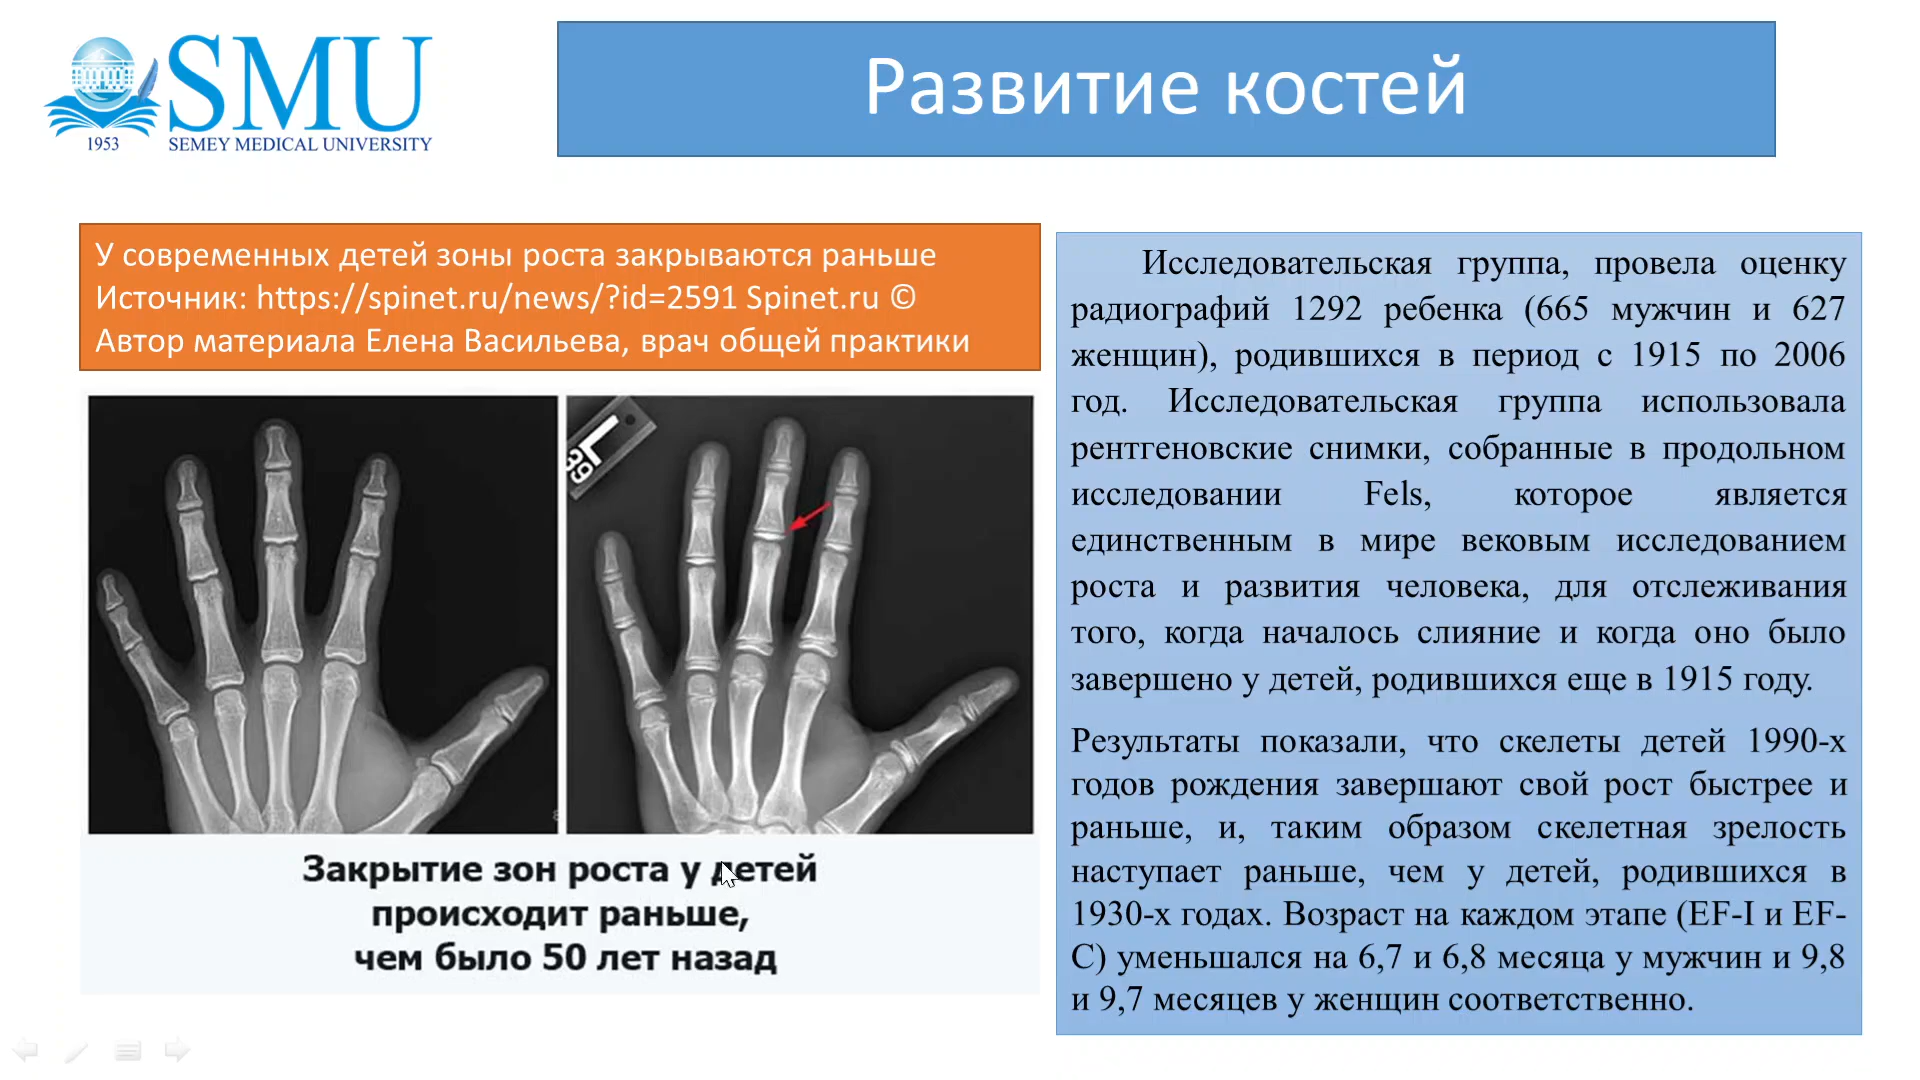 SMU
1953
SEMEY MEDICAL UNIVERSITY
Развитие костей
У современных детей зоны роста закрываются раньше
Источник: https://spinet.ru/news/?id=2591 Spinet.ru ©
Автор материала Елена Васильева, врач общей практики
L
Закрытие зон роста у детей
происходит раньше,
чем было 50 лет назад
Исследовательская группа, провела оценку
радиографий 1292 ребенка (665 мужчин и 627
женщин), родившихся в период с 1915 по 2006
год. Исследовательская группа использовала
рентгеновские снимки, собранные в продольном
исследовании Fels, которое является
единственным в мире вековым исследованием
роста и развития человека, для отслеживания
того, когда началось слияние и когда оно было
завершено у детей, родившихся еще в 1915 году.
Результаты показали, что скелеты детей 1990-х
годов рождения завершают свой рост быстрее и
раньше, и, таким образом скелетная зрелость
наступает раньше, чем у детей, родившихся в
1930-х годах. Возраст на каждом этапе (EF-I и EF-
C) уменьшался на 6,7 и 6,8 месяца у мужчин и 9,8
и 9,7 месяцев у женщин соответственно.